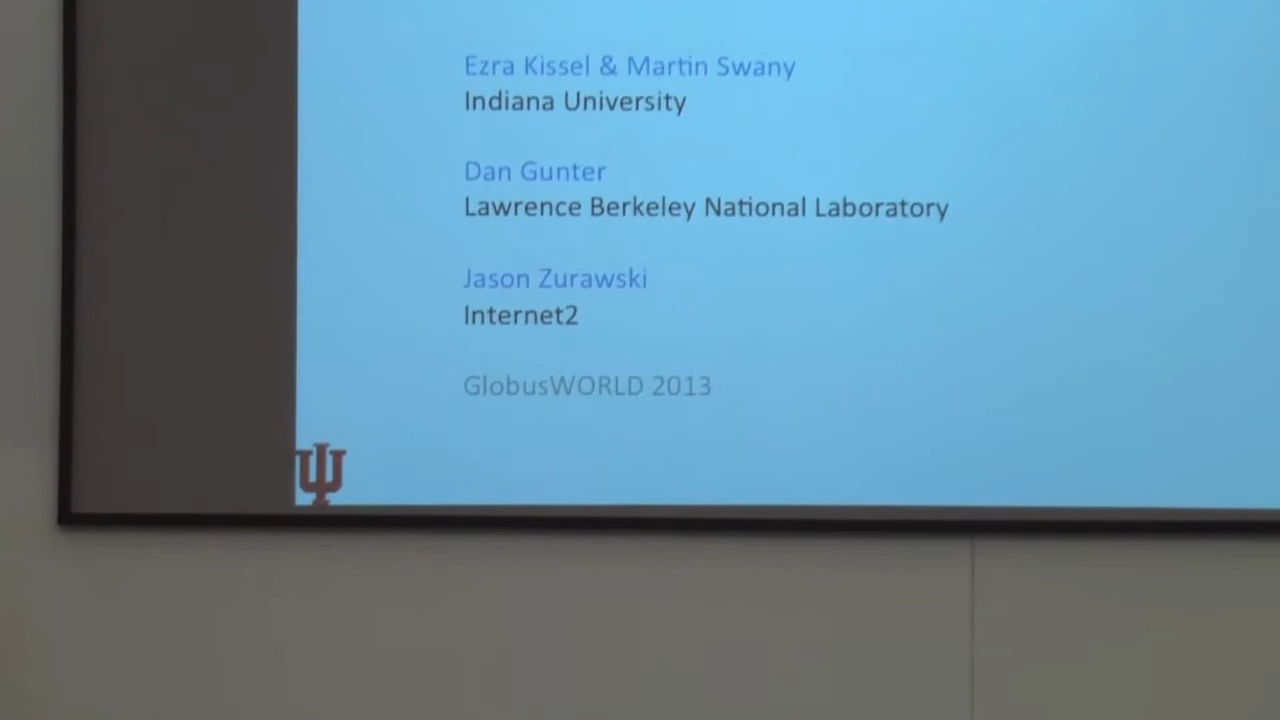 Ezra Kissel & Martin Swany
Indiana University
Dan Gunter
Lawrence Berkeley National Laboratory
Jason Zurawski
Internet2
GlobusWORLD 2013